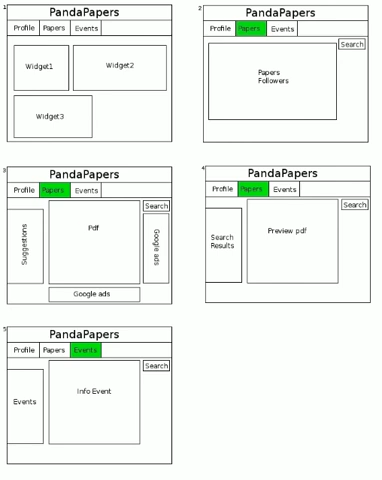 1
PandaPapers
Profile Papers Events
Widget1
Widget2
Widget3
2
PandaPapers
Profile Papers Events
Search
Papers
Followers
3
PandaPapers
Profile Papers Events
Search
Suggestions
Pdf
Google ads
Google ads
4
PandaPapers
Profile Papers Events
Search
Search
Results
Preview pdf
5
PandaPapers
Profile Papers Events
Search
Events
Info Event